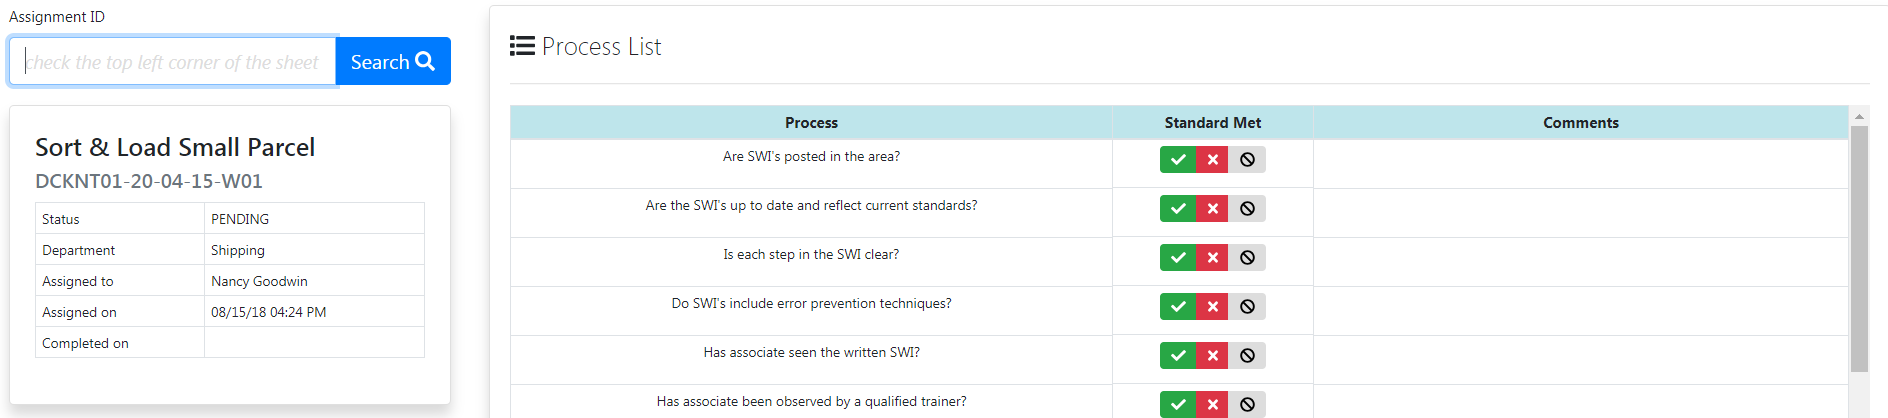 Assignment ID
check the top left corner of the sheet
Search
Sort & Load Small Parcel
DCKNT01-20-04-15-W01
Status PENDING
Department Shipping
Assigned to Nancy Goodwin
Assigned on 08/15/18 04:24 PM
Completed on
Process List
Process Standard Met Comments
Are SWI's posted in the area?
Are the SWI's up to date and reflect current standards?
Is each step in the SWI clear?
Do SWI's include error prevention techniques?
Has associate seen the written SWI?
Has associate been observed by a qualified trainer?